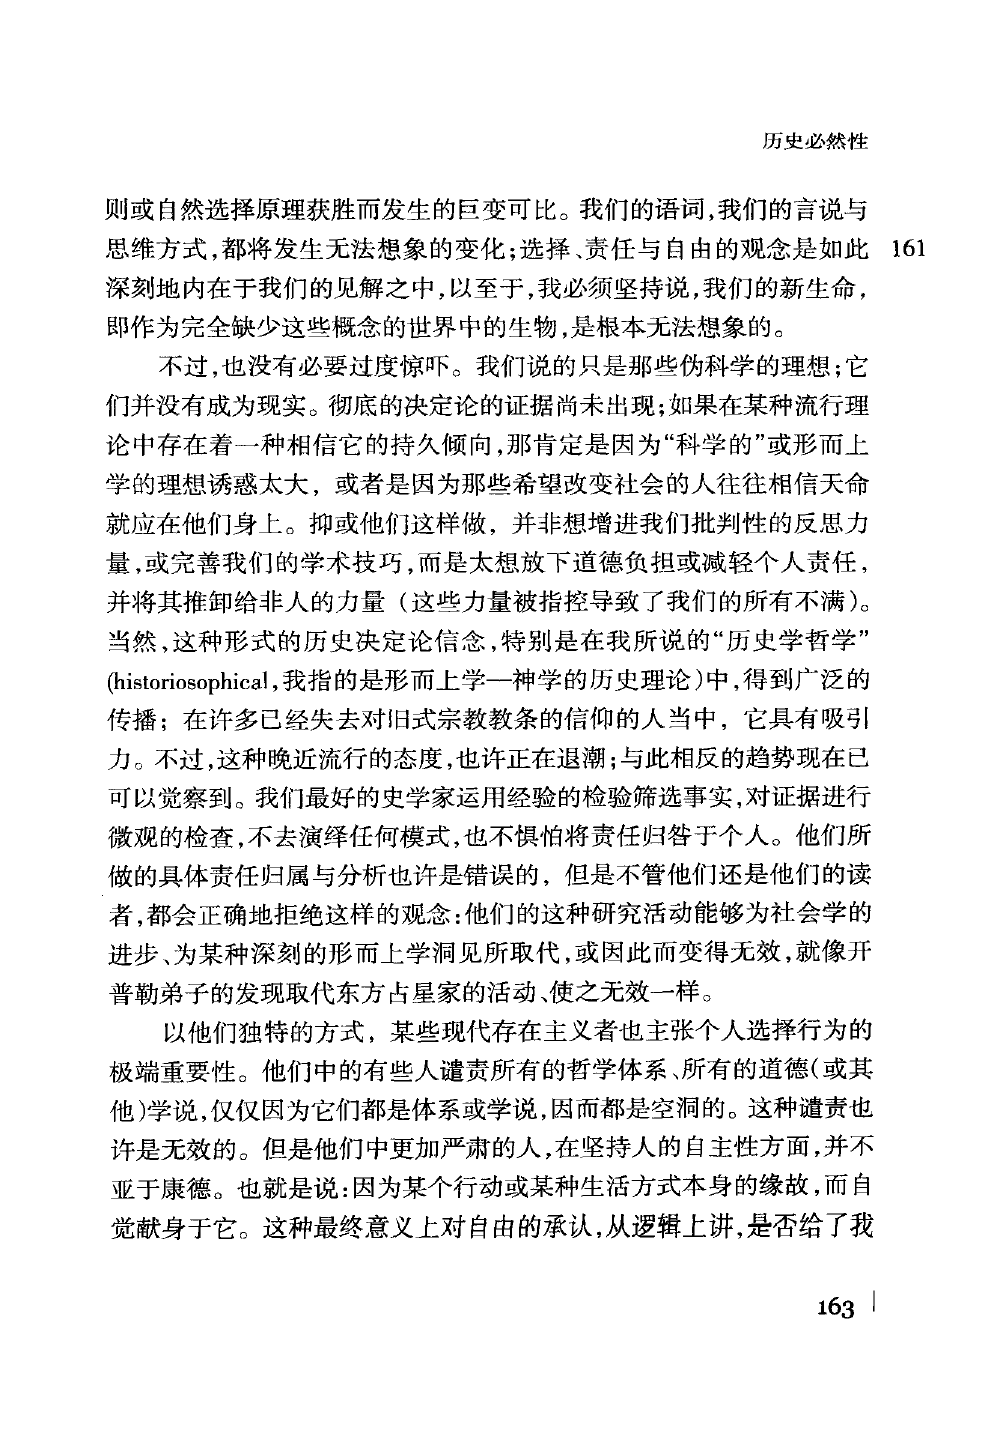 历史必然性
则或自然选择原理获胜而发生的巨变可比。我们的语词,我们的言说与
思维方式,都将发生无法想象的变化;选择、责任与自由的观念是如此 161
深刻地内在于我们的见解之中,以至于,我必须坚持说,我们的新生命,
即作为完全缺少这些概念的世界中的生物,是根本无法想象的。
不过,也没有必要过度惊吓。我们说的只是那些伪科学的理想;它
们并没有成为现实。彻底的决定论的证据尚未出现;如果在某种流行理
论中存在着一种相信它的持久倾向,那肯定是因为“科学的”或形而上
学的理想诱惑太大,或者是因为那些希望改变社会的人往往相信天命
就应在他们身上。抑或他们这样做,并非想增进我们批判性的反思力
量,或完善我们的学术技巧,而是太想放下道德负担或减轻个人责任,
并将其推卸给非人的力量(这些力量被指控导致了我们的所有不满)。
当然,这种形式的历史决定论信念,特别是在我所说的“历史学哲学”
(historiosophical,我指的是形而上学—神学的历史理论)中,得到广泛的
传播;在许多已经失去对旧式宗教教条的信仰的人当中,它具有吸引
力。不过,这种晚近流行的态度,也许正在退潮;与此相反的趋势现在已
可以觉察到。我们最好的史学家运用经验的检验筛选事实,对证据进行
微观的检查,不去演绎任何模式,也不惧怕将责任归咎于个人。他们所
做的具体责任归属与分析也许是错误的,但是不管他们还是他们的读
者,都会正确地拒绝这样的观念:他们的这种研究活动能够为社会学的
进步、为某种深刻的形而上学洞见所取代,或因此而变得无效,就像开
普勒弟子的发现取代东方占星家的活动、使之无效一样。
以他们独特的方式,某些现代存在主义者也主张个人选择行为的
极端重要性。他们中的有些人谴责所有的哲学体系、所有的道德(或其
他)学说,仅仅因为它们都是体系或学说,因而都是空洞的。这种谴责也
许是无效的。但是他们中更加严肃的人,在坚持人的自主性方面,并不
亚于康德。也就是说:因为某个行动或某种生活方式本身的缘故,而自
觉献身于它。这种最终意义上对自由的承认,从逻辑上讲,是否给了我
163